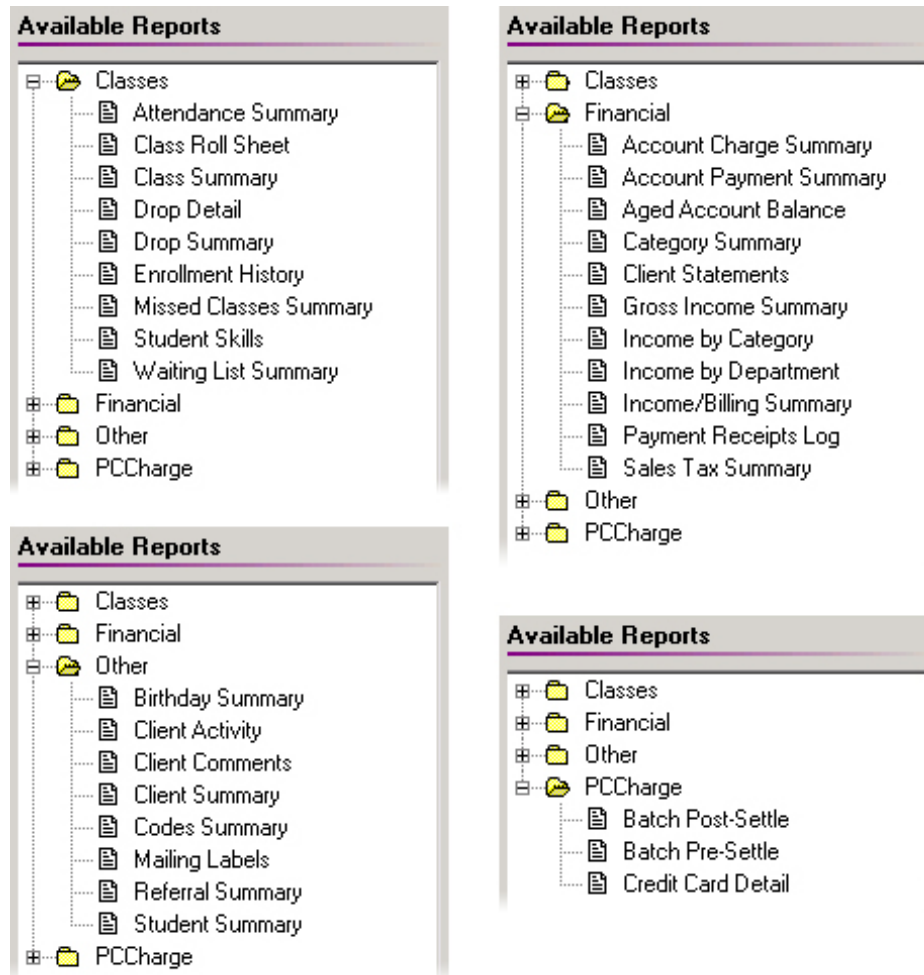 Available Reports
Classes
Attendance Summary
Class Roll Sheet
Class Summary
Drop Detail
Drop Summary
Enrollment History
Missed Classes Summary
Student Skills
Waiting List Summary
Financial
Other
PCCharge
Available Reports
Classes
Financial
Account Charge Summary
Account Payment Summary
Aged Account Balance
Category Summary
Client Statements
Gross Income Summary
Income by Category
Income by Department
Income/Billing Summary
Payment Receipts Log
Sales Tax Summary
Other
PCCharge
Available Reports
Classes
Financial
Other
Birthday Summary
Client Activity
Client Comments
Client Summary
Codes Summary
Mailing Labels
Referral Summary
Student Summary
PCCharge
Available Reports
Classes
Financial
Other
PCCharge
Batch Post-Settle
Batch Pre-Settle
Credit Card Detail